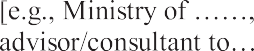 [e.g., Ministry of ……,
advisor/consultant to…